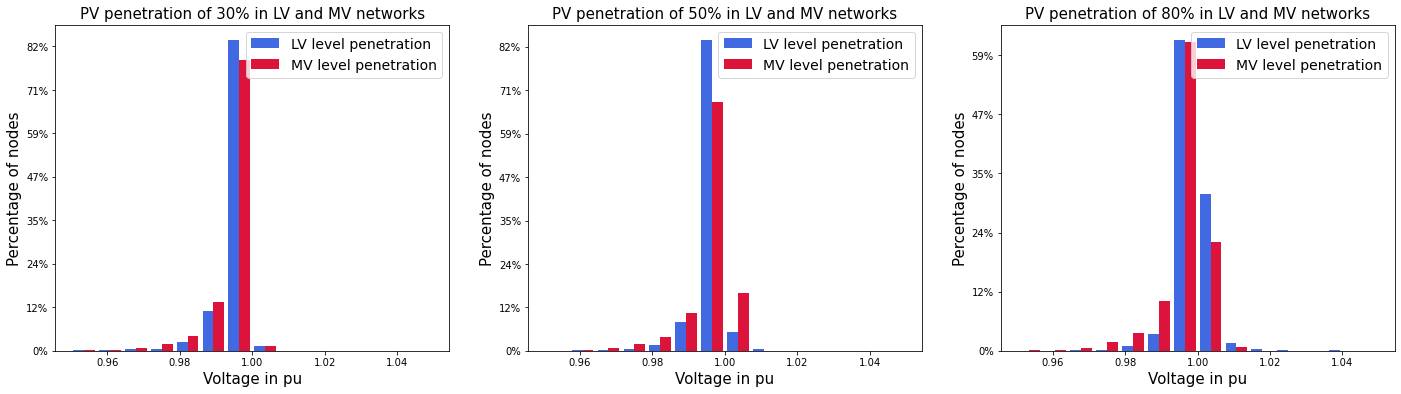 PV penetration of 30% in LV and MV networks
LV level penetration
MV level penetration
82%
71%
59%
47%
35%
24%
12%
0%
Percentage of nodes
0.96
0.98
1.00
1.02
1.04
Voltage in pu
PV penetration of 50% in LV and MV networks
LV level penetration
MV level penetration
82%
71%
59%
47%
35%
24%
12%
0%
Percentage of nodes
0.96
0.98
1.00
1.02
1.04
Voltage in pu
PV penetration of 80% in LV and MV networks
LV level penetration
MV level penetration
59%
47%
35%
24%
12%
0%
Percentage of nodes
0.96
0.98
1.00
1.02
1.04
Voltage in pu